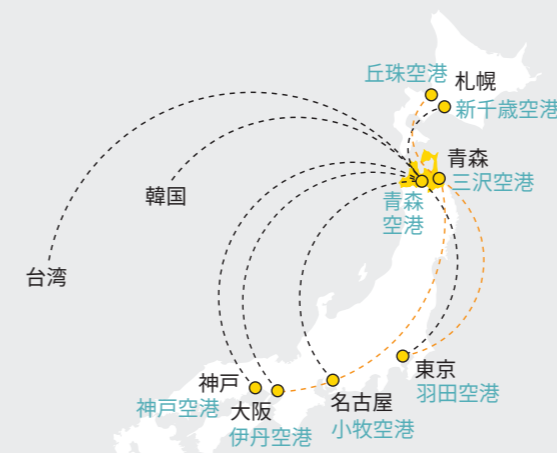 丘珠空港
札幌
新千歳空港
青森
三沢空港
韓国
青森
空港
台湾
東京
羽田空港
神戸
神戸空港
大阪
伊丹空港
名古屋
小牧空港